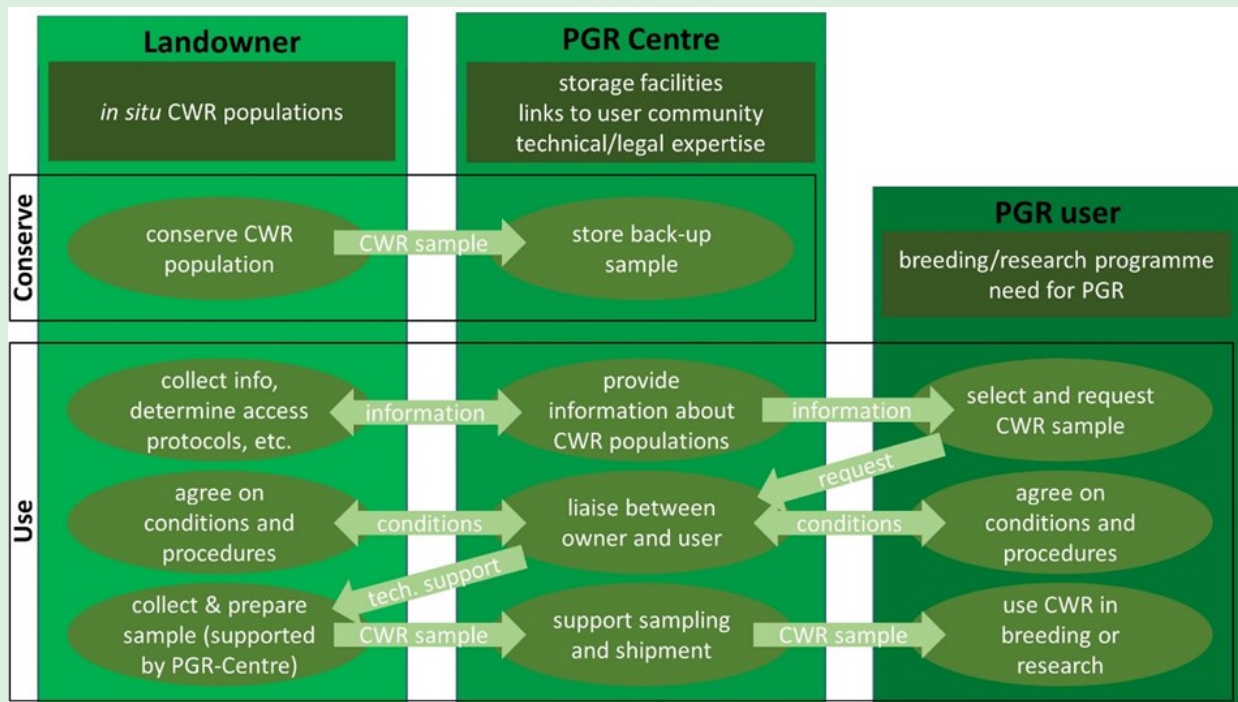 Landowner
in situ CWR populations
PGR Centre
storage facilities
links to user community
technical/legal expertise
PGR user
breeding/research programme
need for PGR
Conserve
conserve CWR
population
CWR sample
store back-up
sample
Use
collect info,
determine access
protocols, etc.
information
provide
information about
CWR populations
information
select and request
CWR sample
request
agree on
conditions and
procedures
conditions
liaise between
owner and user
conditions
agree on
conditions and
procedures
tech. support
collect & prepare
sample (supported
by PGR-Centre)
CWR sample
support sampling
and shipment
CWR sample
use CWR in
breeding or
research